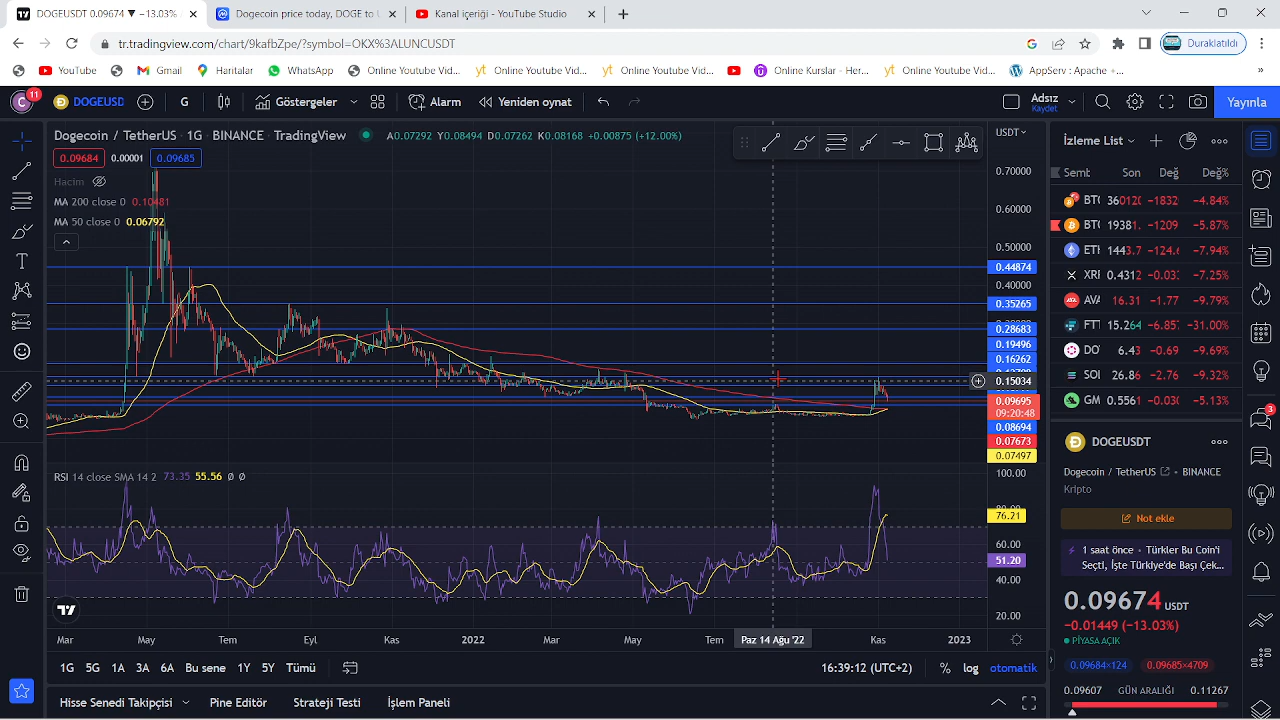 DOGEUSDT 0.09674 ▼ −13.03%
Dogecoin price today, DOGE to U
Kanal içeriği - YouTube Studio
tr.tradingview.com/chart/9kafbZpe/?symbol=OKX%3ALUNCUSDT
Duraklatıldı
YouTube
Gmail
Haritalar
WhatsApp
Online Youtube Vid...
Online Youtube Vid...
Online Youtube Vid...
Online Kurslar - Her...
Online Youtube Vid...
AppServ : Apache +...
»
C 11
DOGEUSD
G
Göstergeler
Alarm
Yeniden oynat
Adsız
Kaydet
Yayınla
Dogecoin / TetherUS · 1G · BINANCE · TradingView
A0.07292 Y0.08494 D0.07262 K0.08168 +0.00875 (+12.00%)
0.09684 0.00001 0.09685
Hacim
MA 200 close 0 0.10481
MA 50 close 0 0.06792
USDT
0.70000
0.60000
0.50000
0.44874
0.40000
0.35265
0.28683
0.19496
0.16262
0.15034
0.09695
09:20:48
0.08694
0.07673
0.07497
RSI 14 close SMA 14 2 73.35 55.56 Ø Ø
100.00
76.21
60.00
51.20
40.00
20.00
Mar
May
Tem
Eyl
Kas
2022
Mar
May
Tem
Paz 14 Ağu '22
Kas
2023
1G 5G 1A 3A 6A Bu sene 1Y 5Y Tümü
16:39:12 (UTC+2)
% log otomatik
Hisse Senedi Takipçisi
Pine Editör
Strateji Testi
İşlem Paneli
İzleme List
Semb Son Değ Değ%
BTC −4.84%
BTC 19381. −1209 −5.87%
ETH 1443.7 −124.6 −7.94%
XRI 0.4312 −0.03 −7.25%
AVA 16.31 −1.77 −9.79%
FTT 15.264 −6.857 −31.00%
DO 6.43 −0.69 −9.69%
SOL 26.86 −2.76 −9.32%
GM 0.5561 −0.030 −5.13%
DOGEUSDT
Dogecoin / TetherUS · BINANCE
Kripto
Not ekle
1 saat önce · Türkler Bu Coin'i
Seçti, İşte Türkiye'de Başı Çek...
0.09674 USDT
−0.01449 (−13.03%)
PİYASA AÇIK
0.09684×124
0.09685×4709
0.09607 GÜN ARALIĞI 0.11267
3